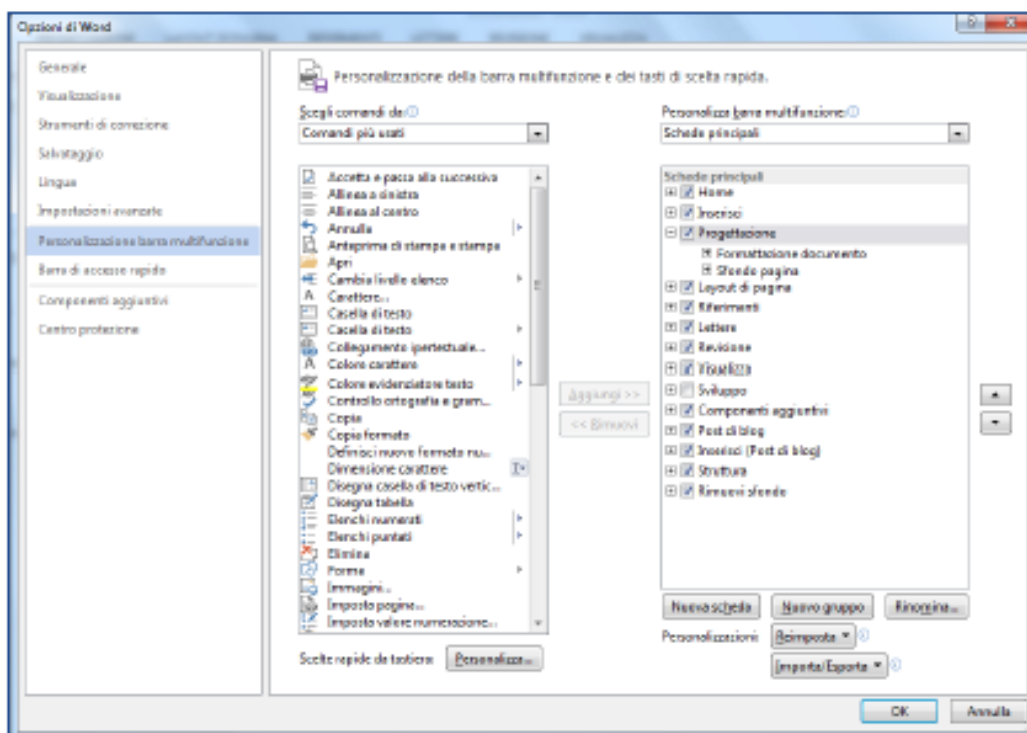 Opzioni di Word
Generale
Visualizzazione
Strumenti di correzione
Salvataggio
Lingua
Impostazioni avanzate
Personalizzazione barra multifunzione
Barra di accesso rapido
Componenti aggiuntivi
Centro protezione
Personalizzazione della barra multifunzione e dei tasti di scelta rapida.
Scegli comandi da:
Comandi più usati
Accetta e passa alla successiva
Allinea a sinistra
Allinea al centro
Annulla
Anteprima di stampa e stampa
Apri
Cambia livello elenco
Carattere...
Casella di testo
Casella di testo
Collegamento ipertestuale...
Colore carattere
Colore evidenziatore testo
Controllo ortografia e gram...
Copia
Copia formato
Definisci nuovo formato nu...
Dimensione carattere
Disegna casella di testo vertic...
Disegna tabella
Elenchi numerati
Elenchi puntati
Elimina
Forme
Immagini...
Imposta pagina...
Imposta valore numerazione...
Scelte rapide da tastiera:
Personalizza...
Aggiungi >>
<< Rimuovi
Personalizza barra multifunzione:
Schede principali
Schede principali
Home
Inserisci
Progettazione
Formattazione documento
Sfondo pagina
Layout di pagina
Riferimenti
Lettere
Revisione
Visualizza
Sviluppo
Componenti aggiuntivi
Post di blog
Inserisci (Post di blog)
Struttura
Rimuovi sfondo
Nuova scheda
Nuovo gruppo
Rinomina...
Personalizzazioni:
Reimposta
Importa/Esporta
OK
Annulla